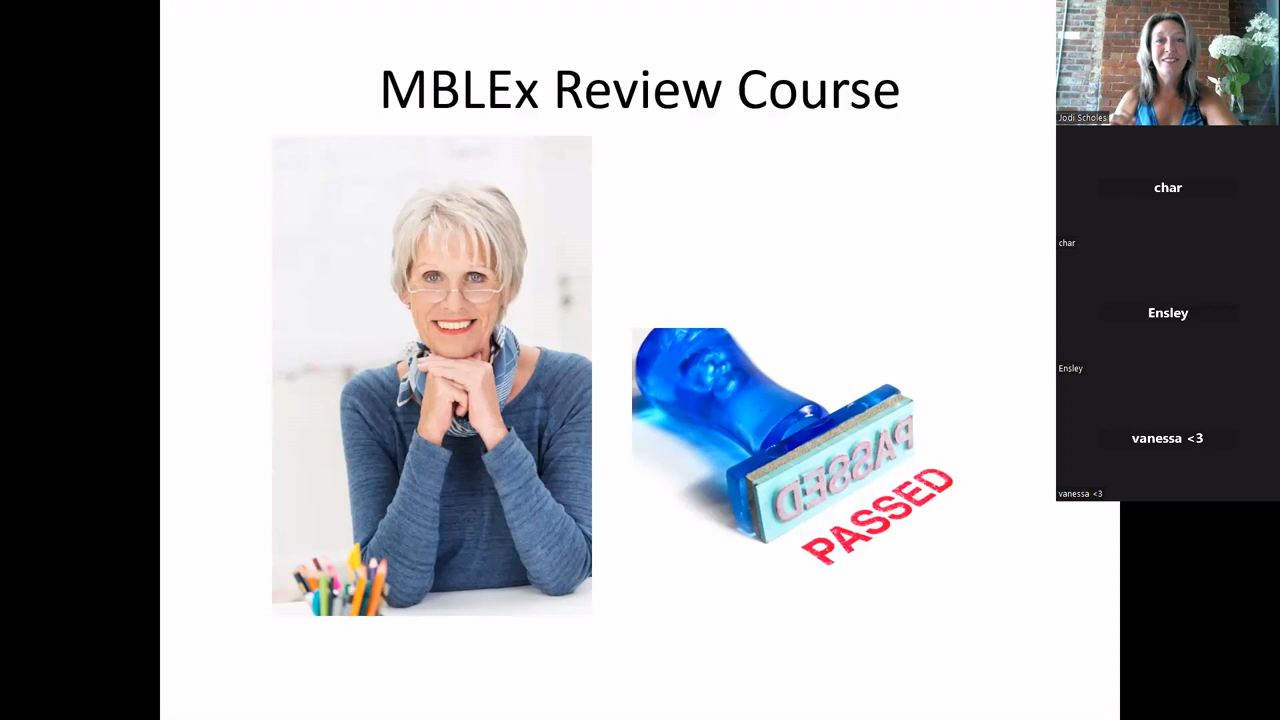 MBLEx Review Course
PASSED
PASSED
Jodi Scholes
char
char
Ensley
Ensley
vanessa <3
vanessa <3